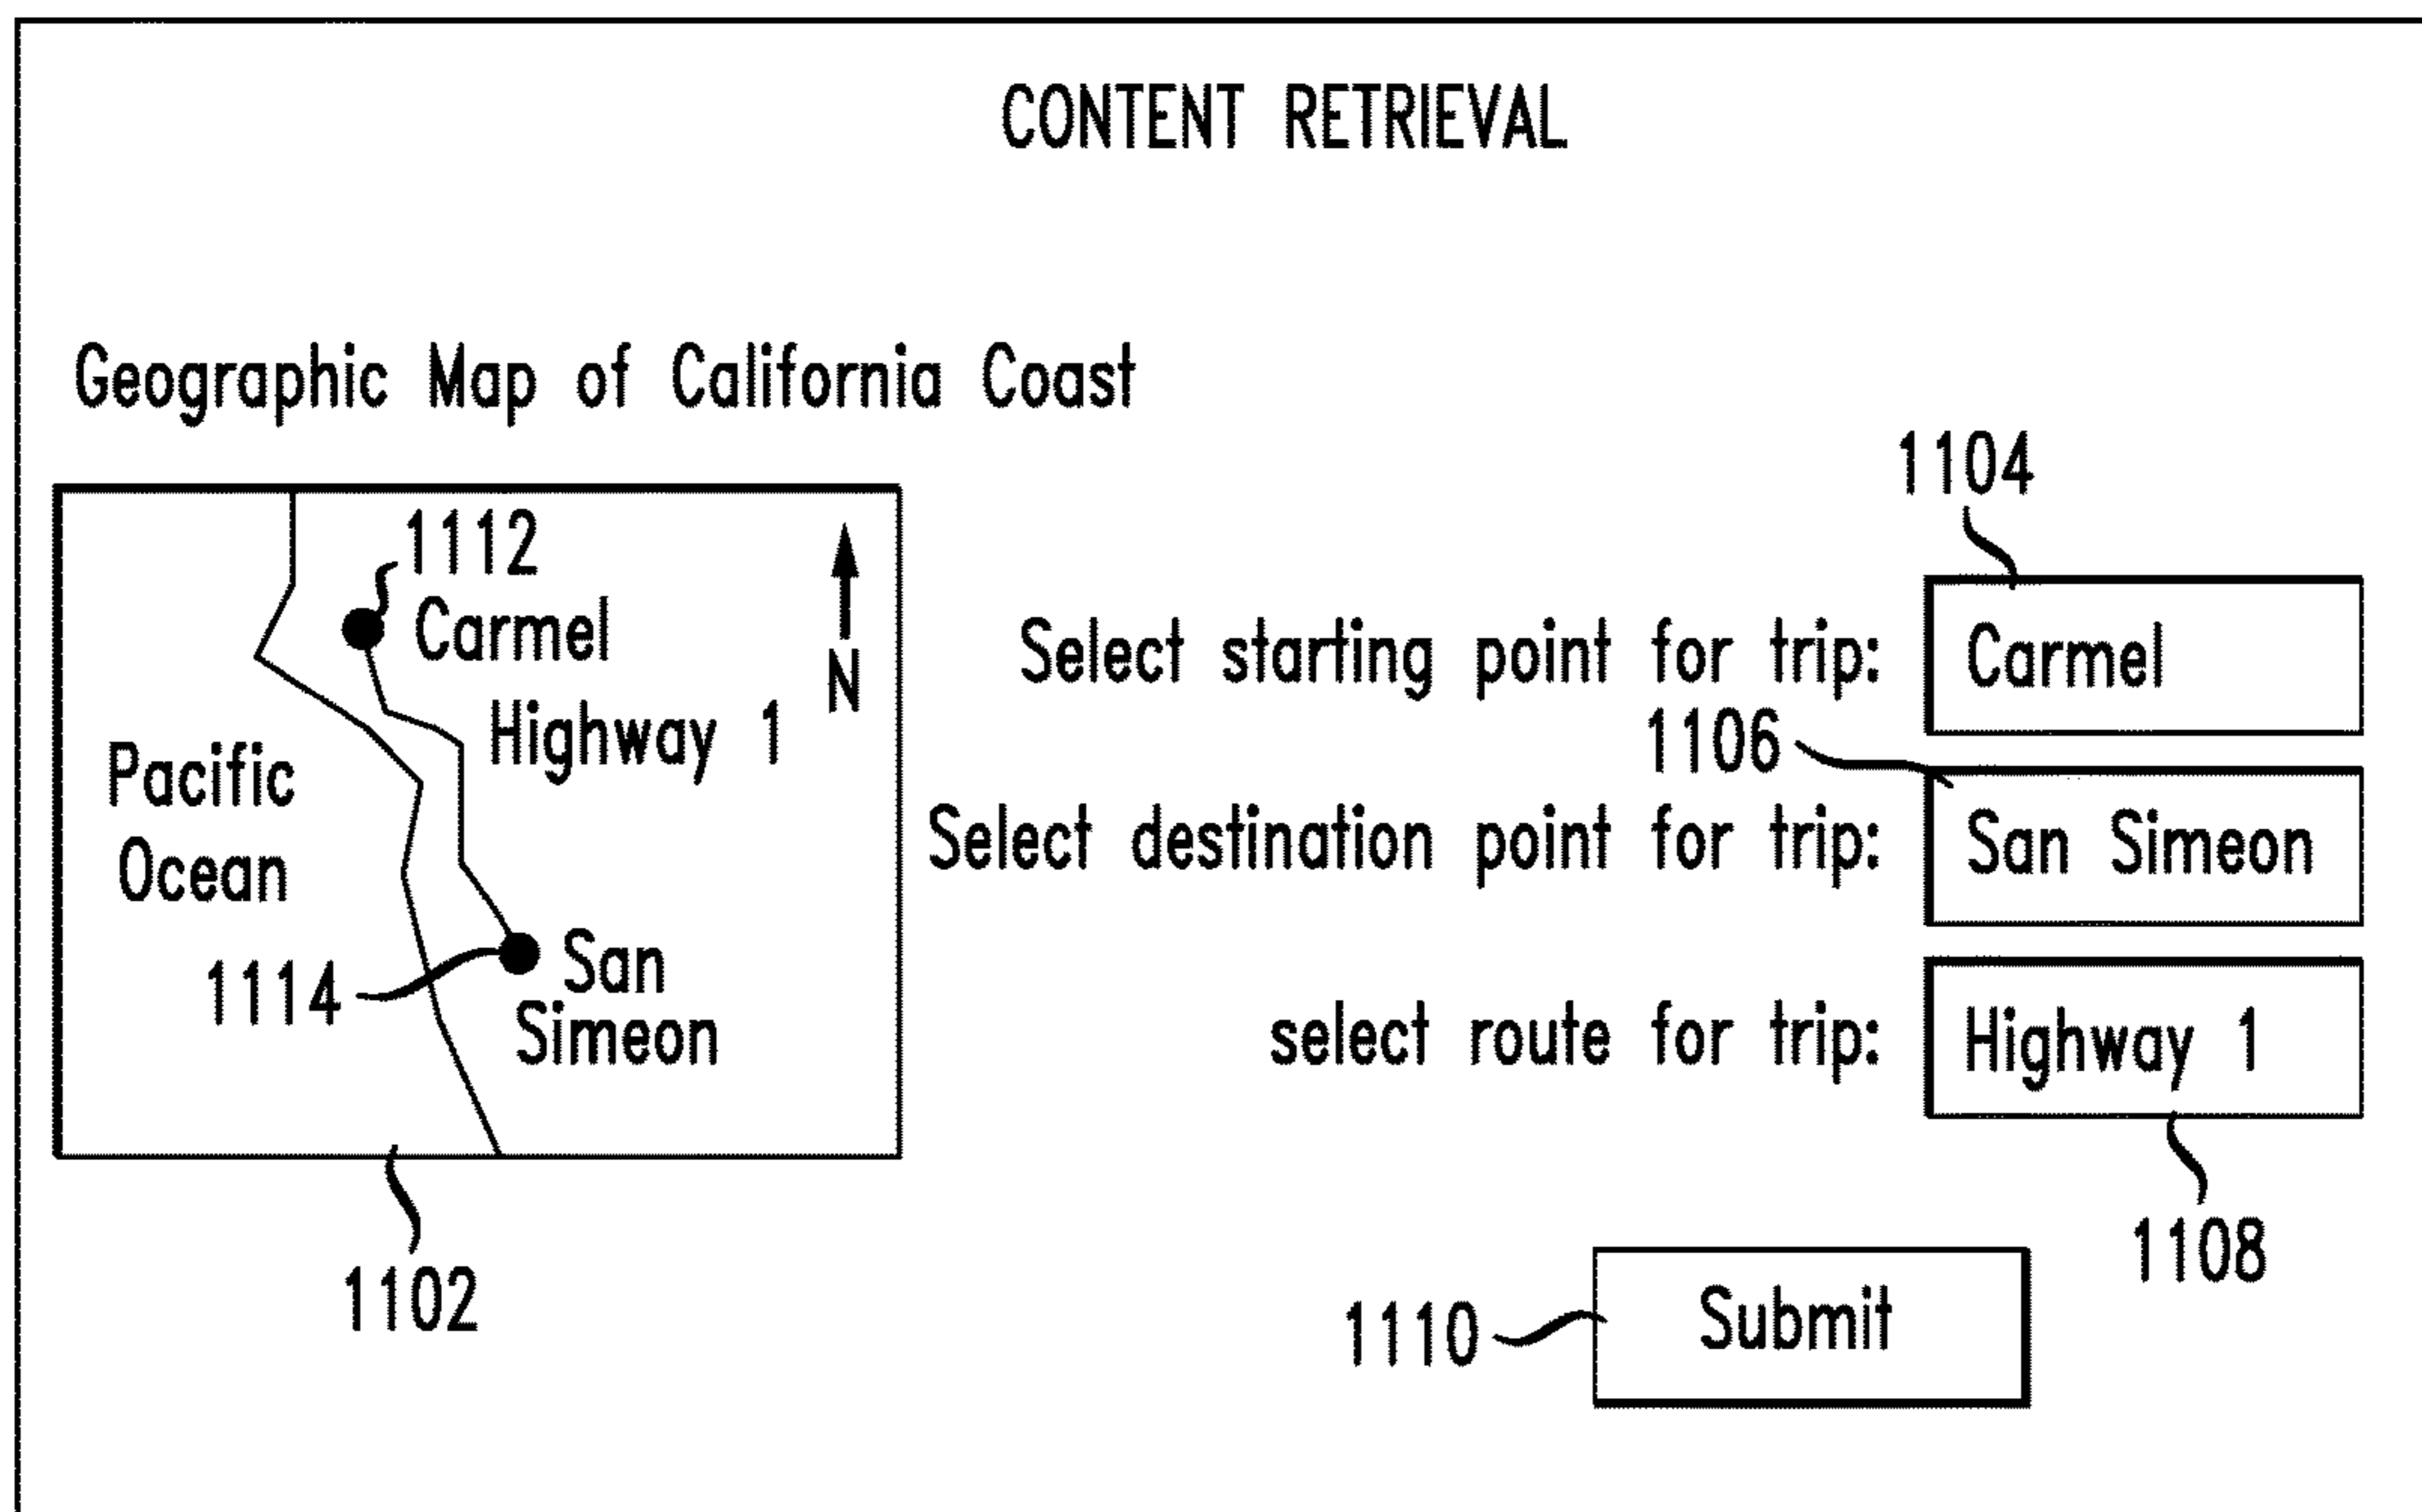 CONTENT RETRIEVAL
Geographic Map of California Coast
1112
Carmel
Highway 1
N
Pacific
Ocean
1114
San
Simeon
1102
1104
Select starting point for trip:
Carmel
1106
Select destination point for trip:
San Simeon
select route for trip:
Highway 1
1108
1110
Submit